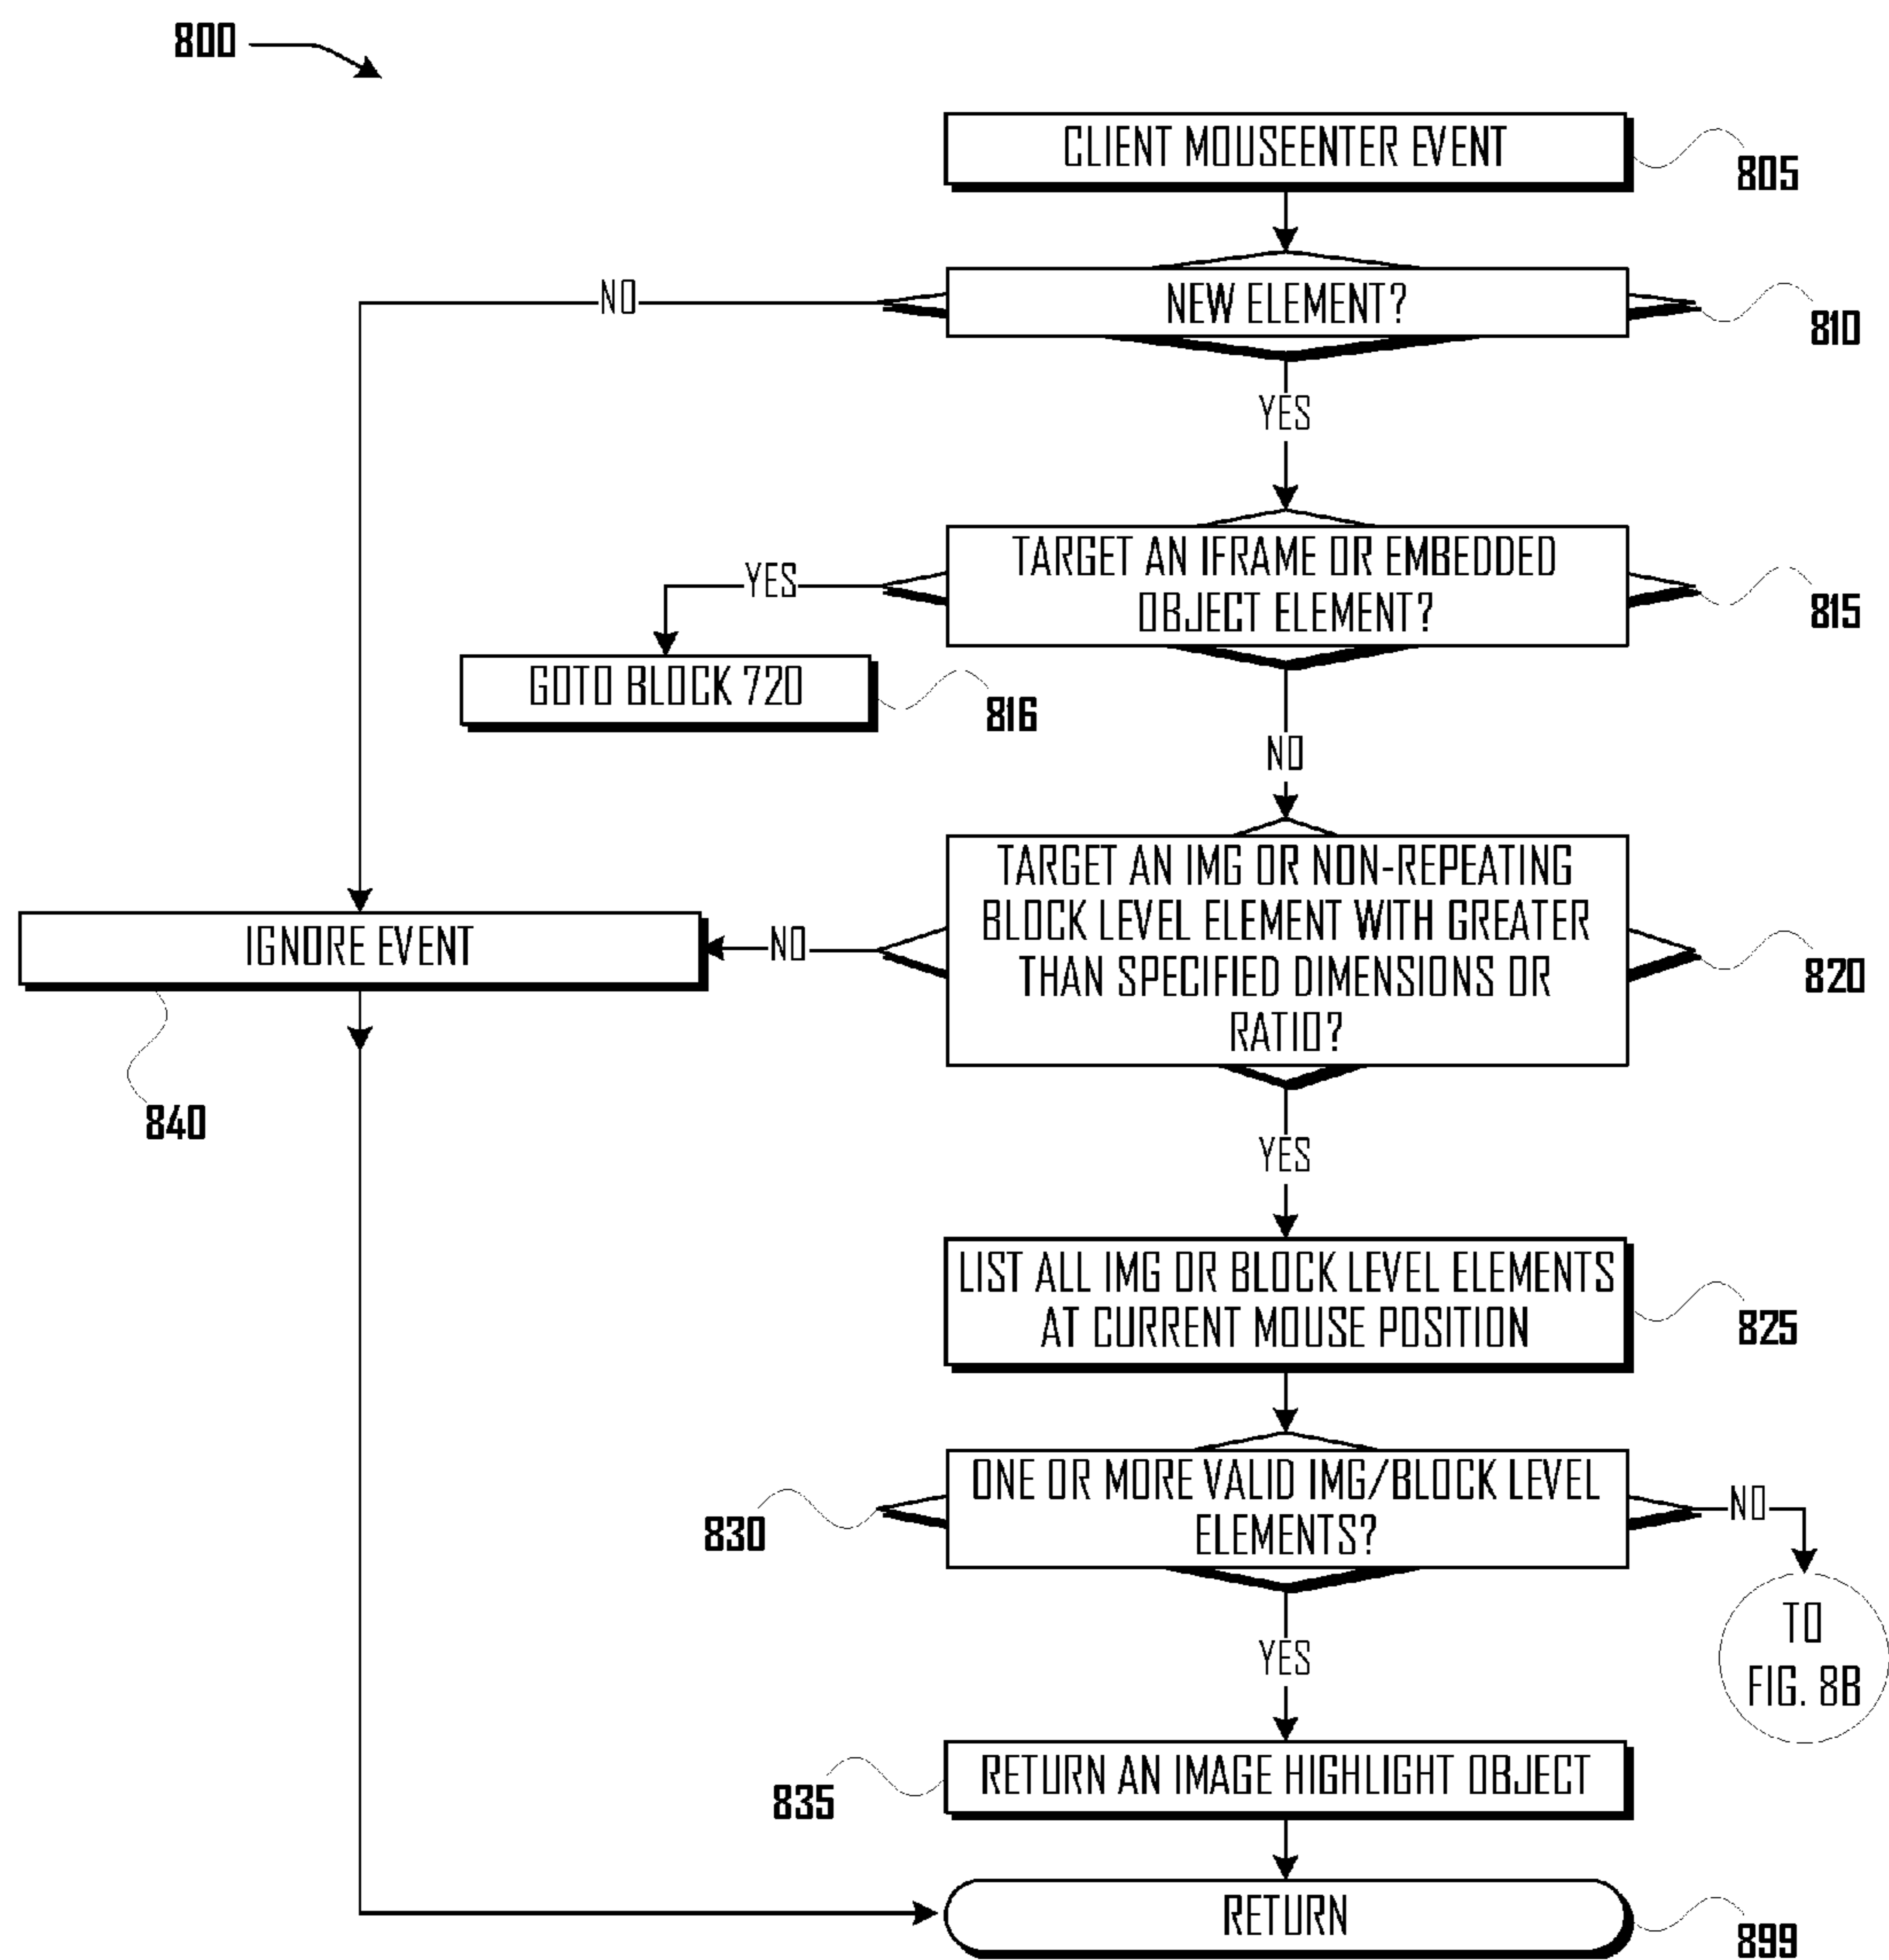 800
CLIENT MOUSEENTER EVENT
805
NO
NEW ELEMENT?
810
YES
TARGET AN IFRAME OR EMBEDDED
OBJECT ELEMENT?
815
YES
GOTO BLOCK 720
816
NO
TARGET AN IMG OR NON-REPEATING
BLOCK LEVEL ELEMENT WITH GREATER
THAN SPECIFIED DIMENSIONS OR
RATIO?
820
NO
IGNORE EVENT
840
YES
LIST ALL IMG OR BLOCK LEVEL ELEMENTS
AT CURRENT MOUSE POSITION
825
ONE OR MORE VALID IMG/BLOCK LEVEL
ELEMENTS?
830
NO
TO
FIG. 8B
YES
RETURN AN IMAGE HIGHLIGHT OBJECT
835
RETURN
899